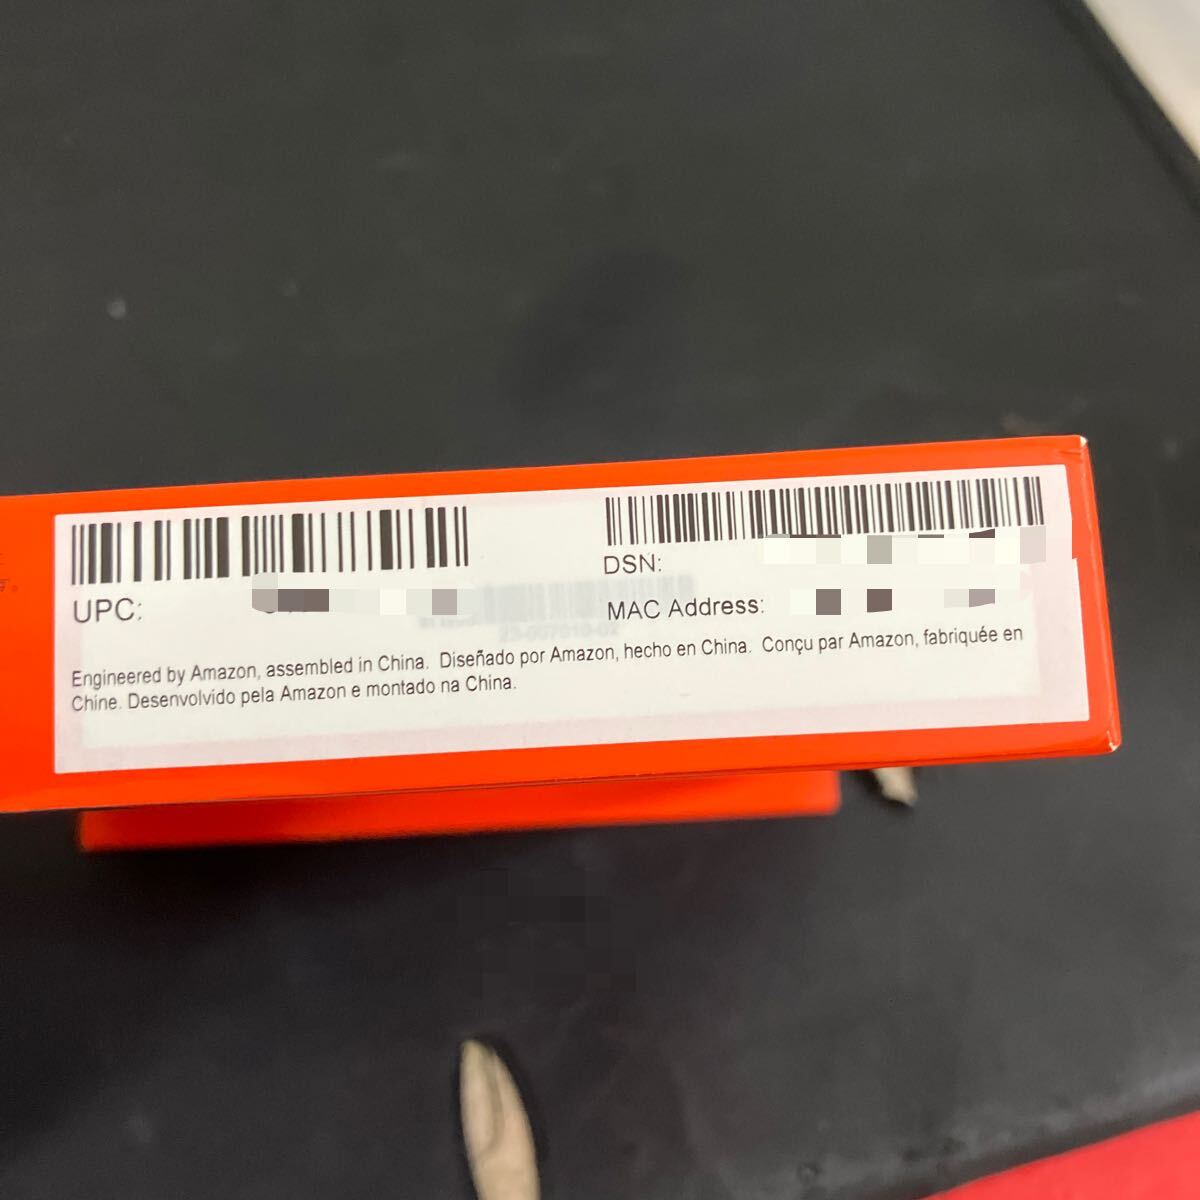 UPC:
DSN:
MAC Address:
Engineered by Amazon, assembled in China. Diseñado por Amazon, hecho en China. Conçu par Amazon, fabriquée en
Chine. Desenvolvido pela Amazon e montado na China.